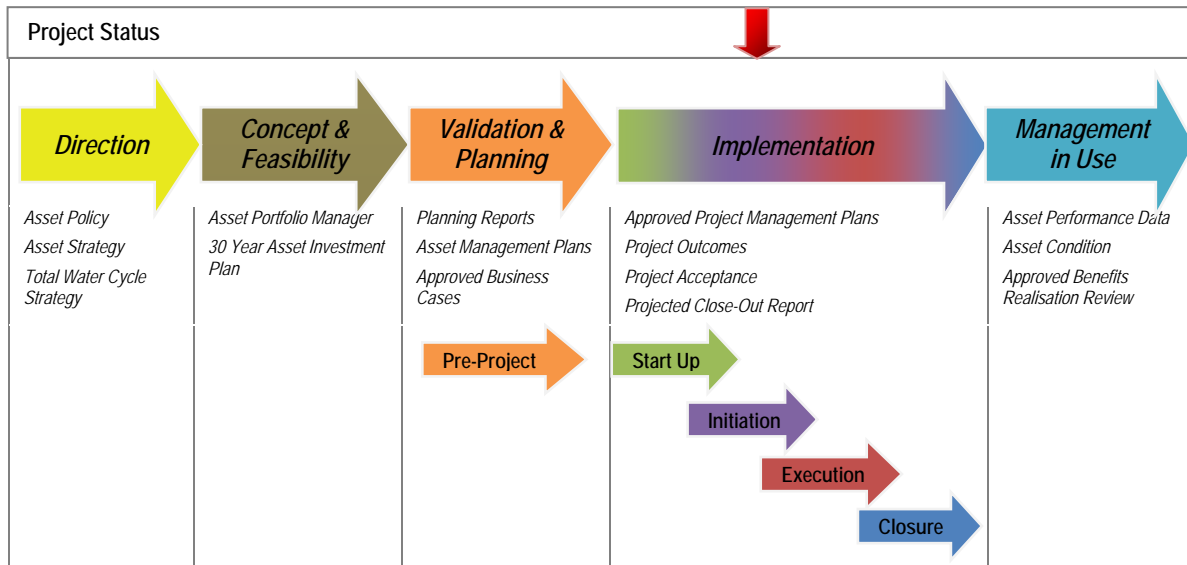 Project Status
Direction
Concept &
Feasibility
Validation &
Planning
Implementation
Management
in Use
Asset Policy
Asset Strategy
Total Water Cycle
Strategy
Asset Portfolio Manager
30 Year Asset Investment
Plan
Planning Reports
Asset Management Plans
Approved Business
Cases
Approved Project Management Plans
Project Outcomes
Project Acceptance
Projected Close-Out Report
Asset Performance Data
Asset Condition
Approved Benefits
Realisation Review
Pre-Project
Start Up
Initiation
Execution
Closure